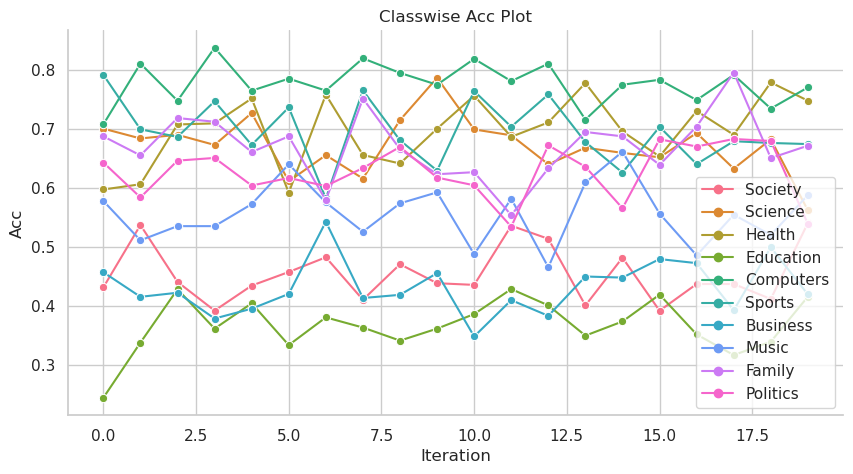 Classwise Acc Plot
0.8
0.7
0.6
0.5
0.4
0.3
Acc
0.0 2.5 5.0 7.5 10.0 12.5 15.0 17.5
Iteration
Society
Science
Health
Education
Computers
Sports
Business
Music
Family
Politics